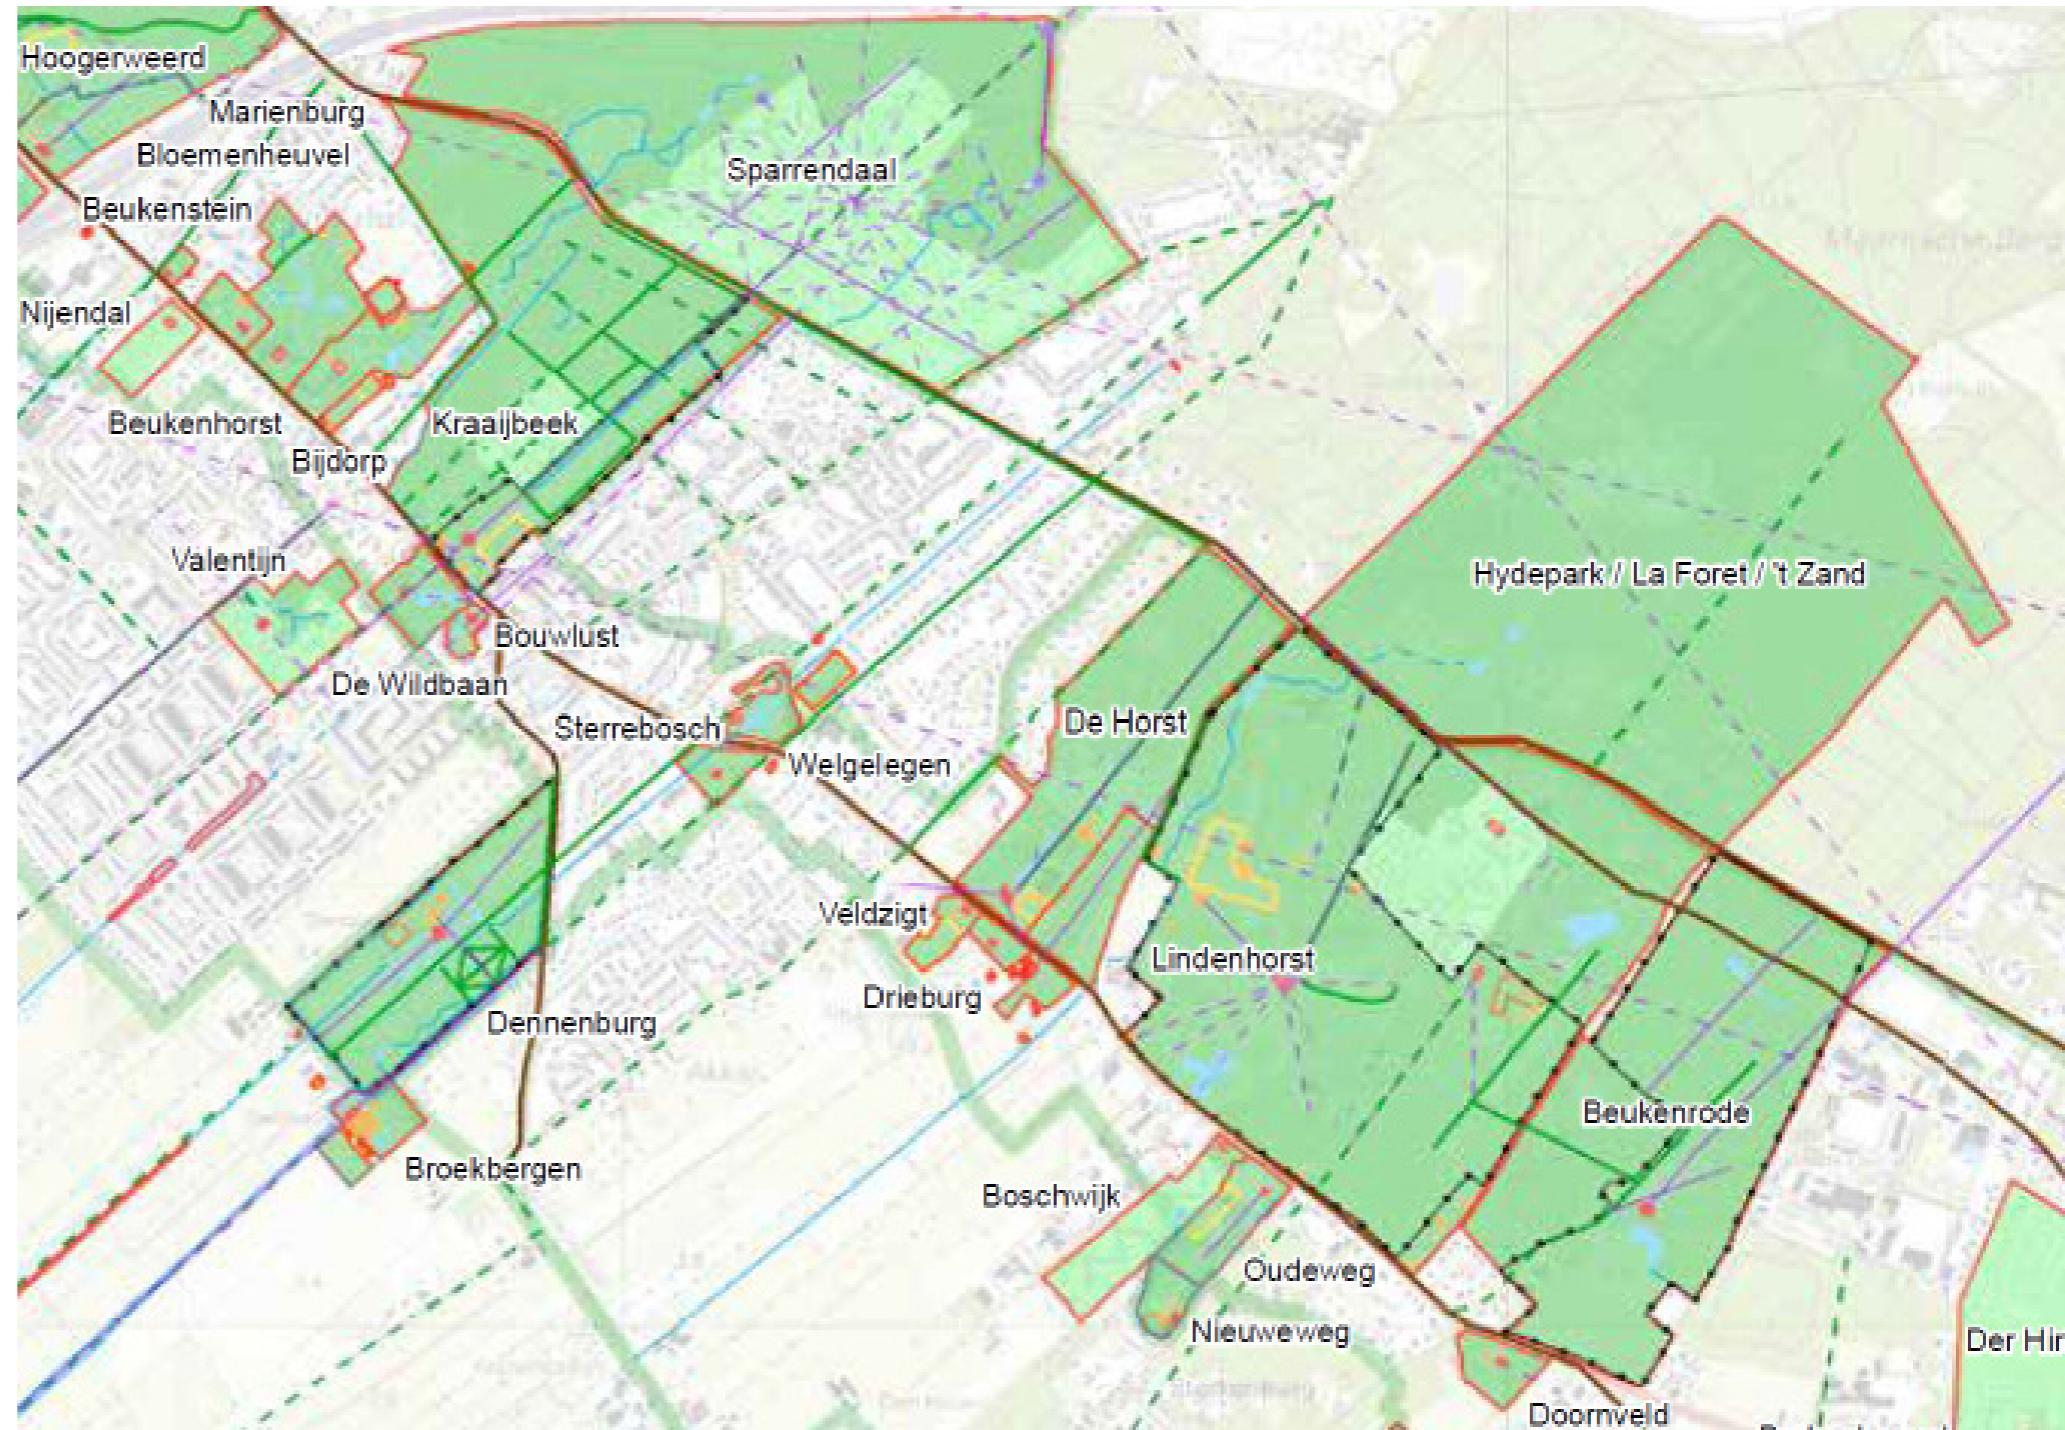 Hoogerweerd
Marienburg
Bloemenheuvel
Sparrendaal
Beukenstein
Nijendal
Beukenhorst
Kraaijbeek
Bijdorp
Valentijn
Hydepark / La Foret / 't Zand
Bouwlust
De Wildbaan
Sterrebosch
De Horst
Welgelegen
Veldzigt
Lindenhorst
Drieburg
Dennenburg
Beukenrode
Broekbergen
Boschwijk
Oudeweg
Nieuweweg
Der Hir
Doornveld